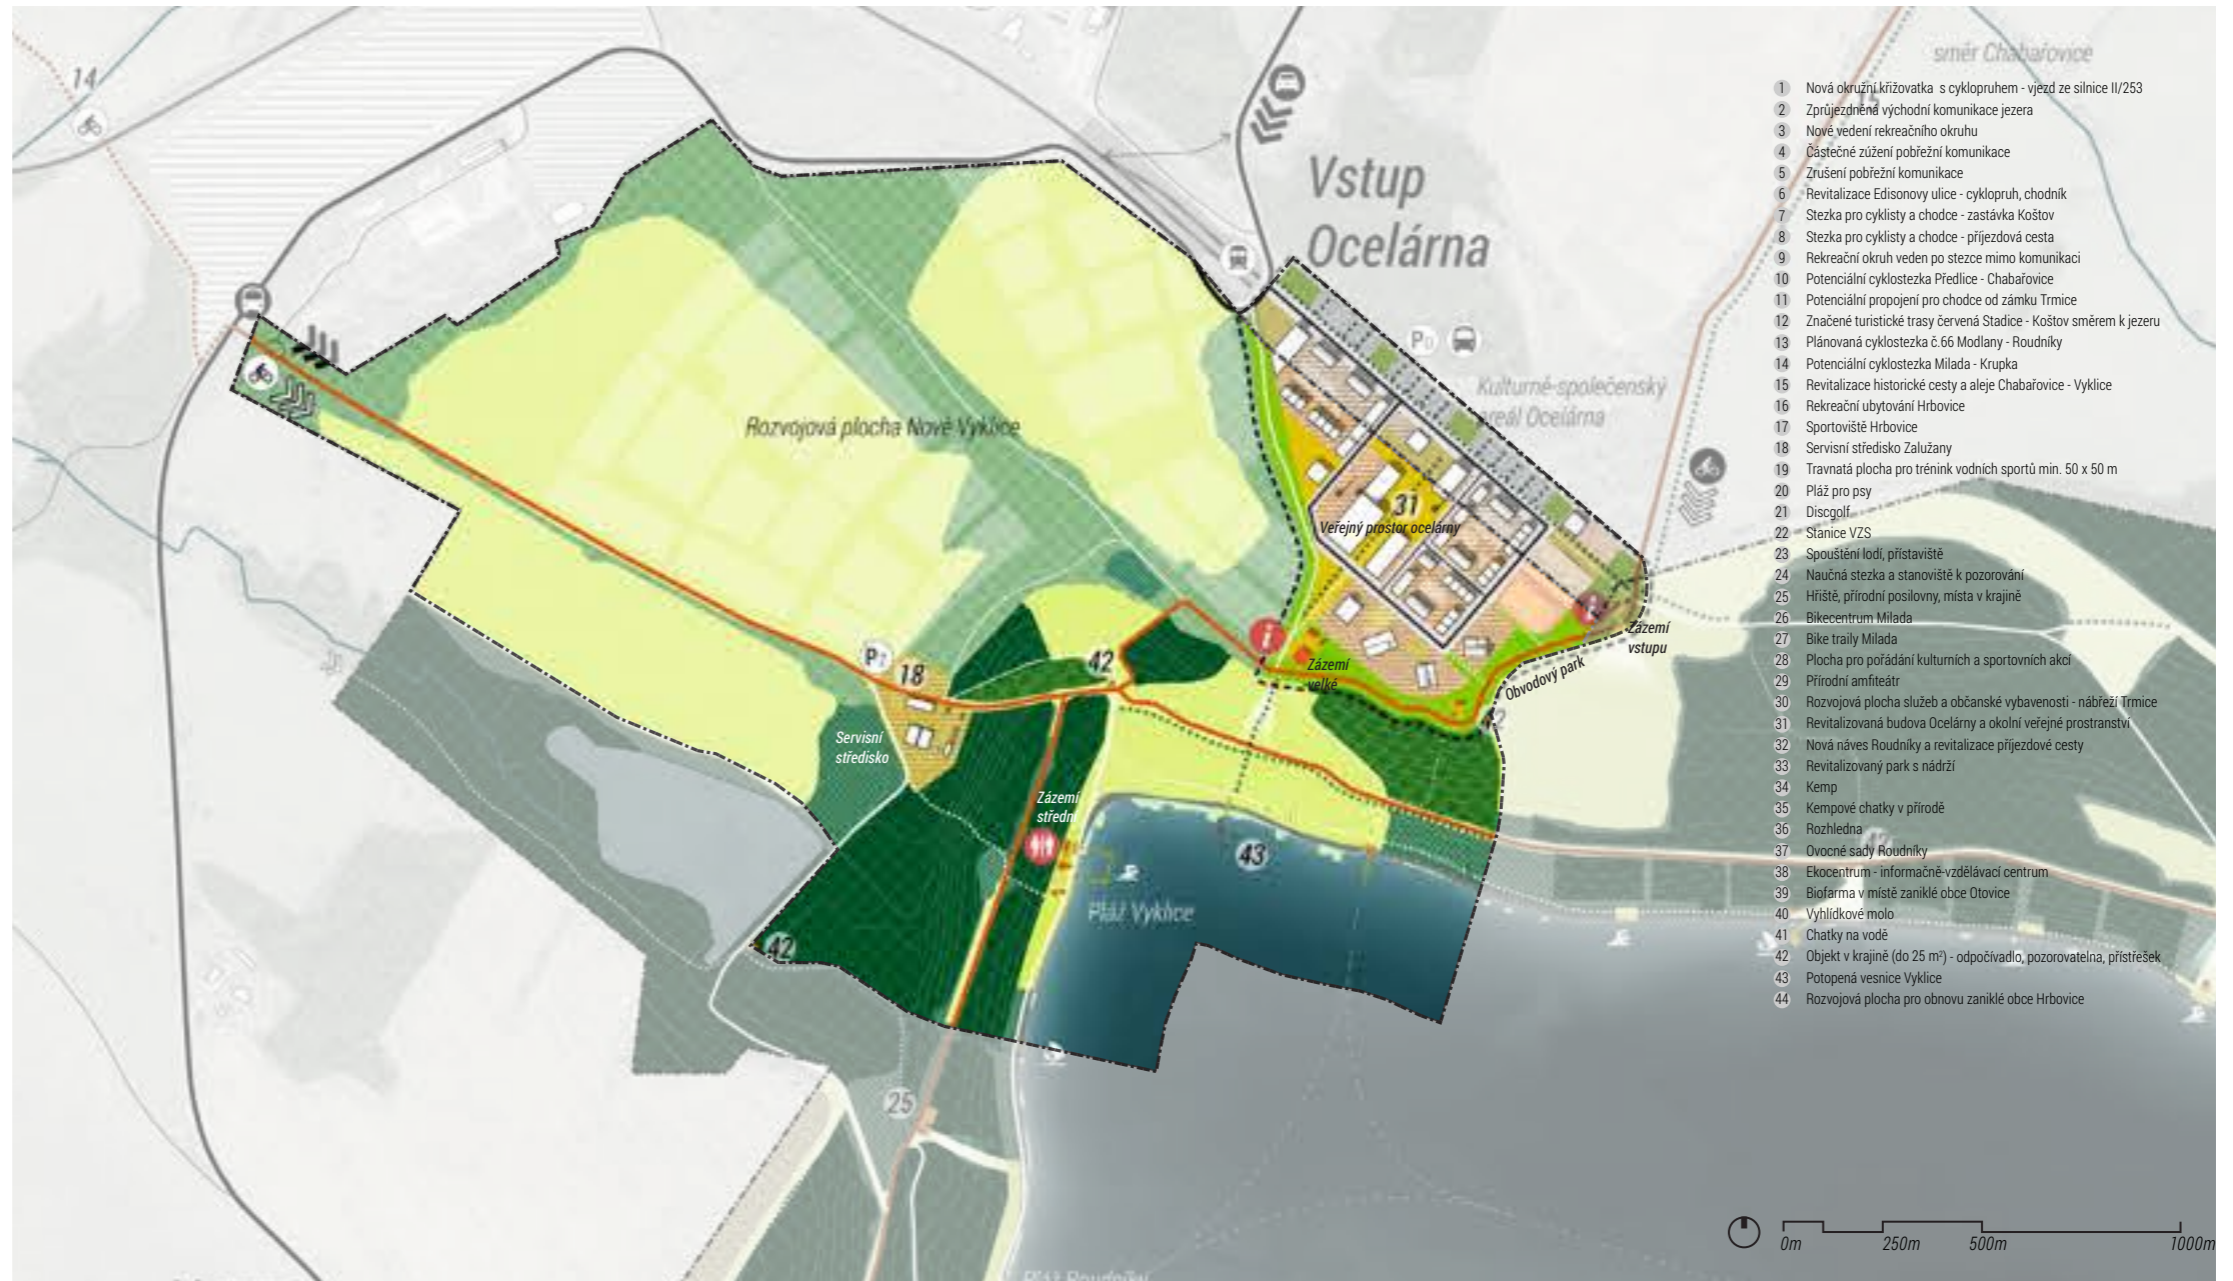 směr Chabařovice
14
15
Vstup
Ocelárna
P
Kulturně-společenský
areál Ocelárna
Rozvojová plocha Nové Vyklice
31
Veřejný prostor ocelárny
i
Zázemí
vstupu
i
Zázemí
velké
Obvodový park
P
18
42
42
Servisní
středisko
Zázemí
střední
43
42
Pláž Vyklice
42
25
Pláž Roudníky
1 Nová okružní křižovatka s cyklopruhem - vjezd ze silnice II/253
2 Zprůjezdněná východní komunikace jezera
3 Nové vedení rekreačního okruhu
4 Částečné zúžení pobřežní komunikace
5 Zrušení pobřežní komunikace
6 Revitalizace Edisonovy ulice - cyklopruh, chodník
7 Stezka pro cyklisty a chodce - zastávka Koštov
8 Stezka pro cyklisty a chodce - příjezdová cesta
9 Rekreační okruh veden po stezce mimo komunikaci
10 Potenciální cyklostezka Předlice - Chabařovice
11 Potenciální propojení pro chodce od zámku Trmice
12 Značené turistické trasy červená Stadice - Koštov směrem k jezeru
13 Plánovaná cyklostezka č.66 Modlany - Roudníky
14 Potenciální cyklostezka Milada - Krupka
15 Revitalizace historické cesty a aleje Chabařovice - Vyklice
16 Rekreační ubytování Hrbovice
17 Sportoviště Hrbovice
18 Servisní středisko Zalužany
19 Travnatá plocha pro trénink vodních sportů min. 50 x 50 m
20 Pláž pro psy
21 Discgolf
22 Stanice VZS
23 Spouštění lodí, přístaviště
24 Naučná stezka a stanoviště k pozorování
25 Hřiště, přírodní posilovny, místa v krajině
26 Bikecentrum Milada
27 Bike traily Milada
28 Plocha pro pořádání kulturních a sportovních akcí
29 Přírodní amfiteátr
30 Rozvojová plocha služeb a občanské vybavenosti - nábřeží Trmice
31 Revitalizovaná budova Ocelárny a okolní veřejné prostranství
32 Nová náves Roudníky a revitalizace příjezdové cesty
33 Revitalizovaný park s nádrží
34 Kemp
35 Kempové chatky v přírodě
36 Rozhledna
37 Ovocné sady Roudníky
38 Ekocentrum - informačně-vzdělávací centrum
39 Biofarma v místě zaniklé obce Otovice
40 Vyhlídkové molo
41 Chatky na vodě
42 Objekt v krajině (do 25 m²) - odpočívadlo, pozorovatelna, přístřešek
43 Potopená vesnice Vyklice
44 Rozvojová plocha pro obnovu zaniklé obce Hrbovice
0m 250m 500m 1000m